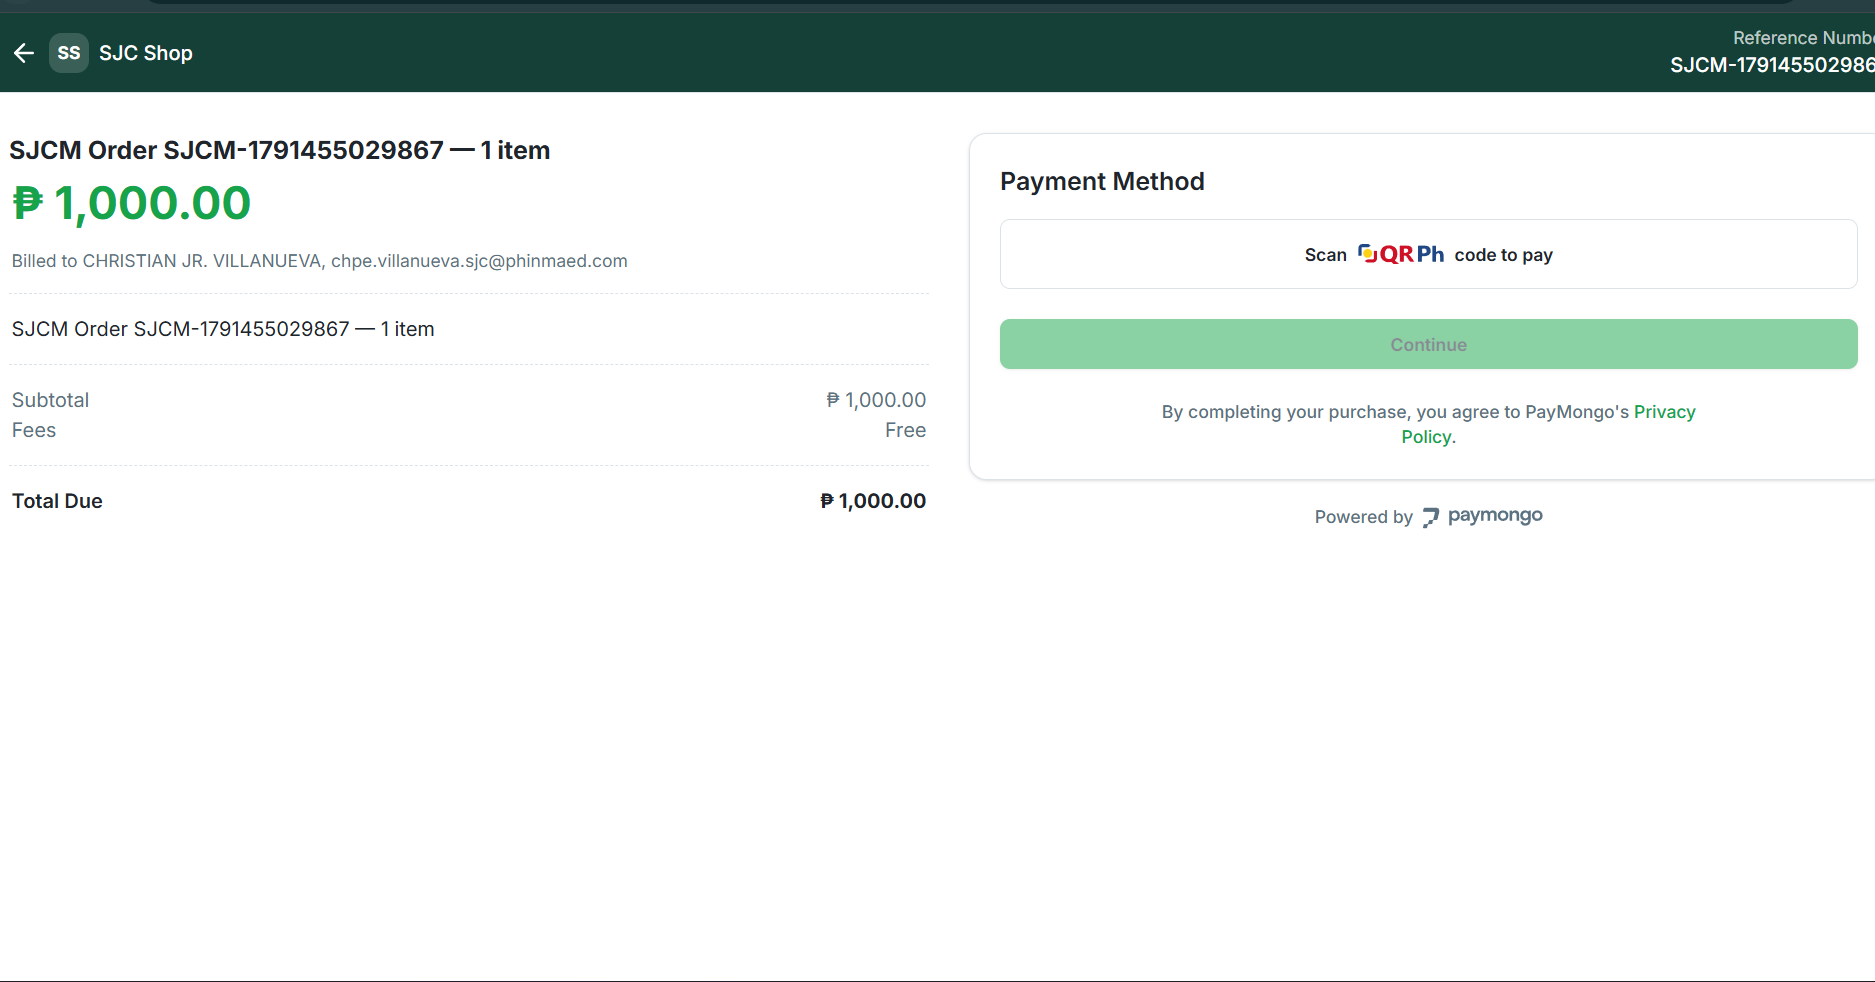 SS SJC Shop
Reference Numbe
SJCM-179145502986
SJCM Order SJCM-1791455029867 — 1 item
₱ 1,000.00
Billed to CHRISTIAN JR. VILLANUEVA, chpe.villanueva.sjc@phinmaed.com
SJCM Order SJCM-1791455029867 — 1 item
Subtotal ₱ 1,000.00
Fees Free
Total Due ₱ 1,000.00
Payment Method
Scan QR Ph code to pay
Continue
By completing your purchase, you agree to PayMongo's Privacy
Policy.
Powered by paymongo